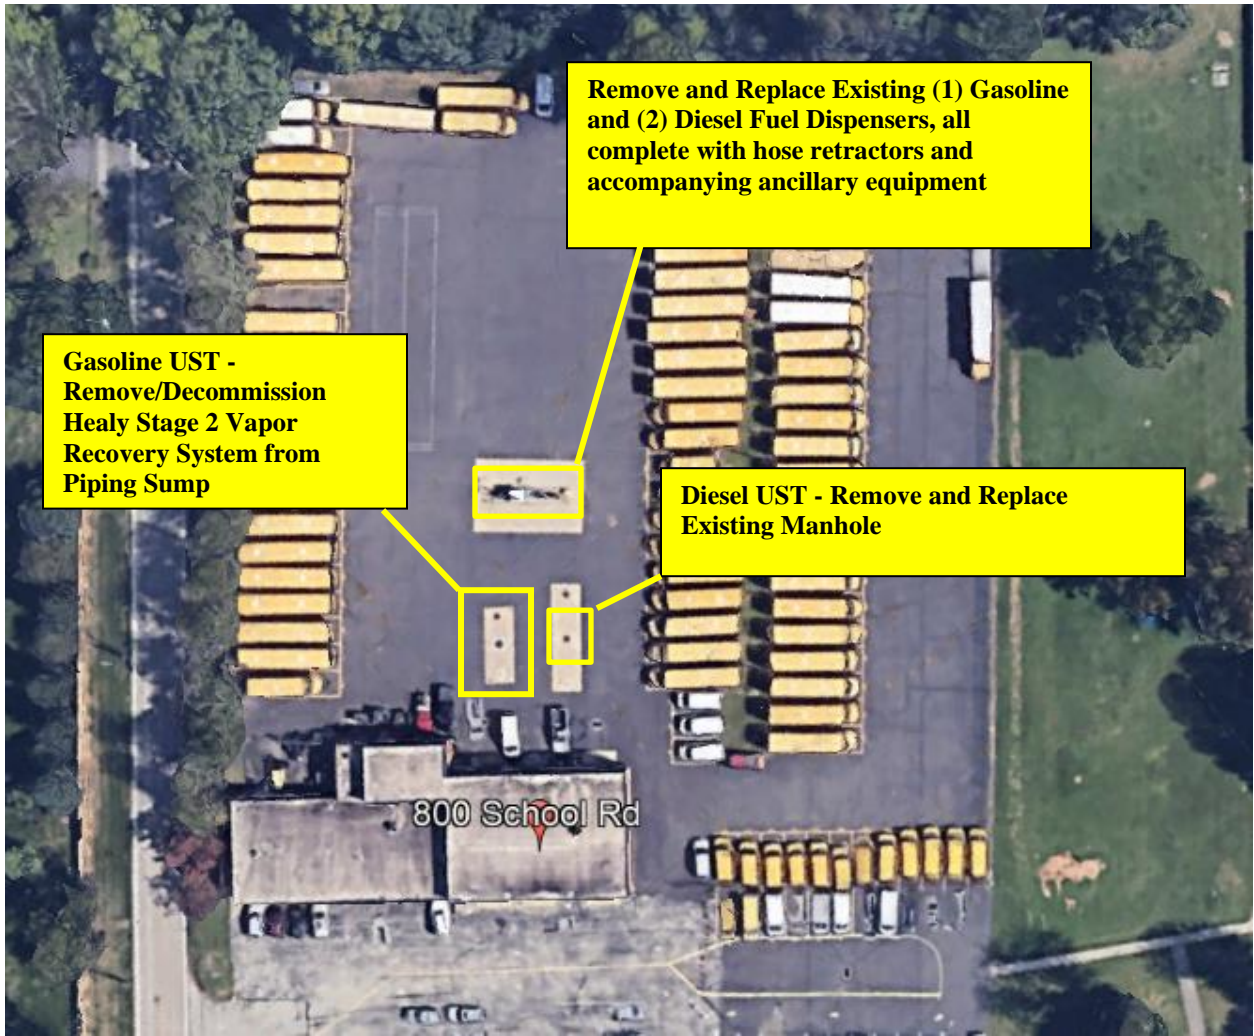 Remove and Replace Existing (1) Gasoline
and (2) Diesel Fuel Dispensers, all
complete with hose retractors and
accompanying ancillary equipment
Gasoline UST -
Remove/Decommission
Healy Stage 2 Vapor
Recovery System from
Piping Sump
Diesel UST - Remove and Replace
Existing Manhole
800 School Rd